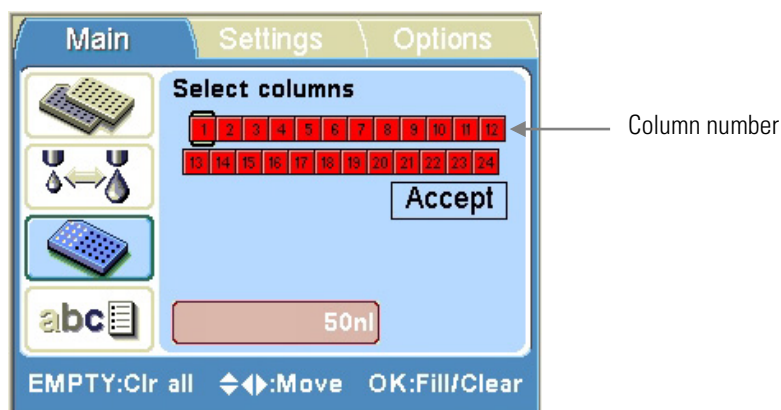 Main Settings Options
Select columns
1 2 3 4 5 6 7 8 9 10 11 12
Column number
13 14 15 16 17 18 19 20 21 22 23 24
Accept
abc
50nl
EMPTY:Clr all :Move OK:Fill/Clear